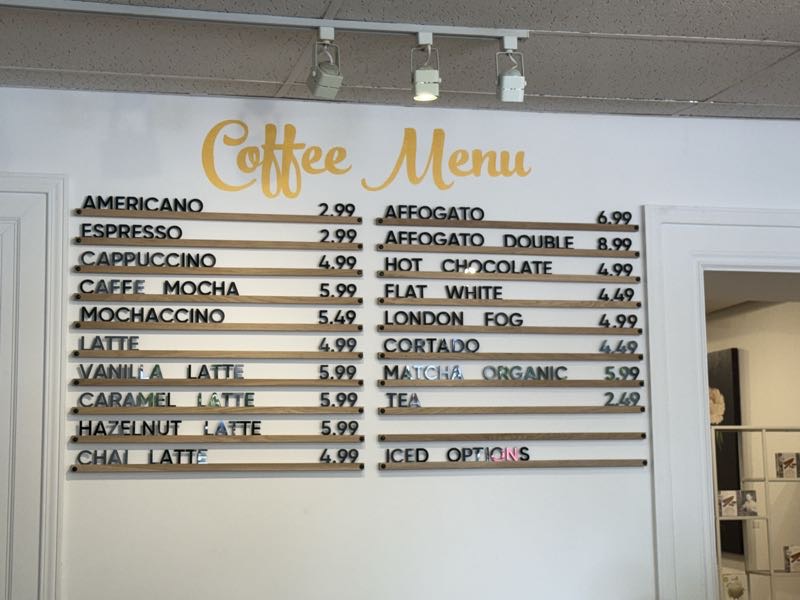 Coffee Menu
AMERICANO 2.99
ESPRESSO 2.99
CAPPUCCINO 4.99
CAFFE MOCHA 5.99
MOCHACCINO 5.49
LATTE 4.99
VANILLA LATTE 5.99
CARAMEL LATTE 5.99
HAZELNUT LATTE 5.99
CHAI LATTE 4.99
AFFOGATO 6.99
AFFOGATO DOUBLE 8.99
HOT CHOCOLATE 4.99
FLAT WHITE 4.49
LONDON FOG 4.99
CORTADO 4.49
MATCHA ORGANIC 5.99
TEA 2.49
ICED OPTIONS